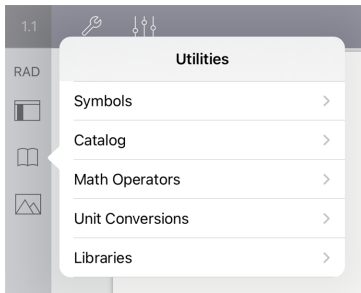 1.1
Utilities
RAD
Symbols
Catalog
Math Operators
Unit Conversions
Libraries